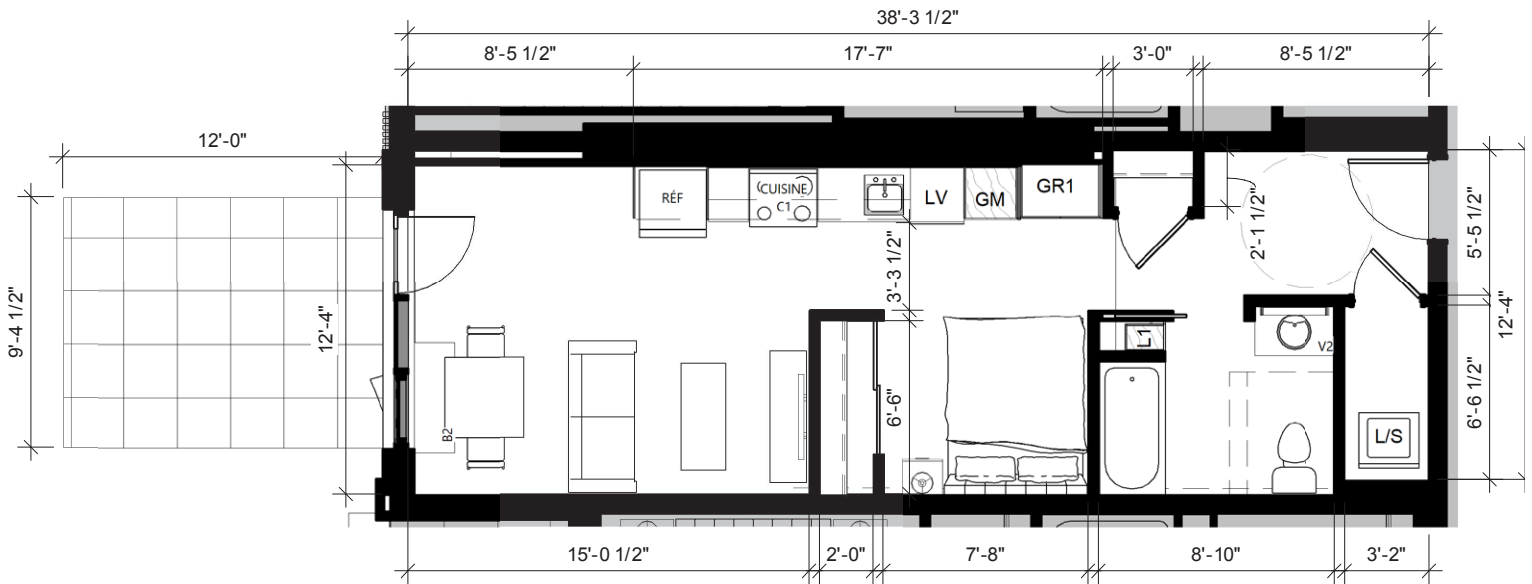 38'-3 1/2"
8'-5 1/2"
17'-7"
3'-0"
8'-5 1/2"
12'-0"
RÉF
CUISINE
C1
LV
GM
GR1
2'-1 1/2"
5'-5 1/2"
3'-3 1/2"
9'-4 1/2"
12'-4"
12'-4"
L1
V2
B2
6'-6"
6'-6 1/2"
L/S
15'-0 1/2"
2'-0"
7'-8"
8'-10"
3'-2"